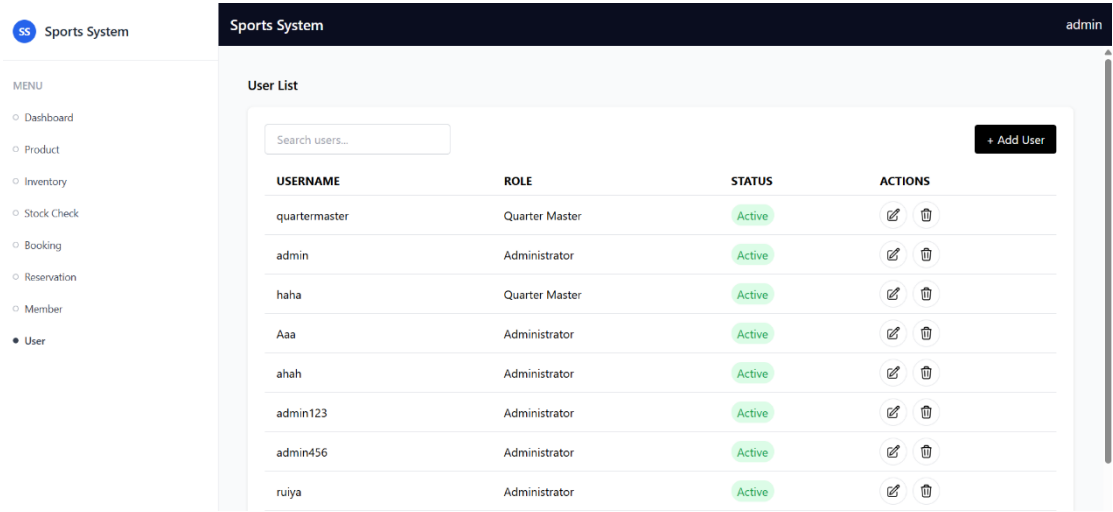 SS Sports System
Sports System admin
MENU
Dashboard
Product
Inventory
Stock Check
Booking
Reservation
Member
User
User List
Search users...
+ Add User
USERNAME ROLE STATUS ACTIONS
quartermaster Quarter Master Active
admin Administrator Active
haha Quarter Master Active
Aaa Administrator Active
ahah Administrator Active
admin123 Administrator Active
admin456 Administrator Active
ruiya Administrator Active